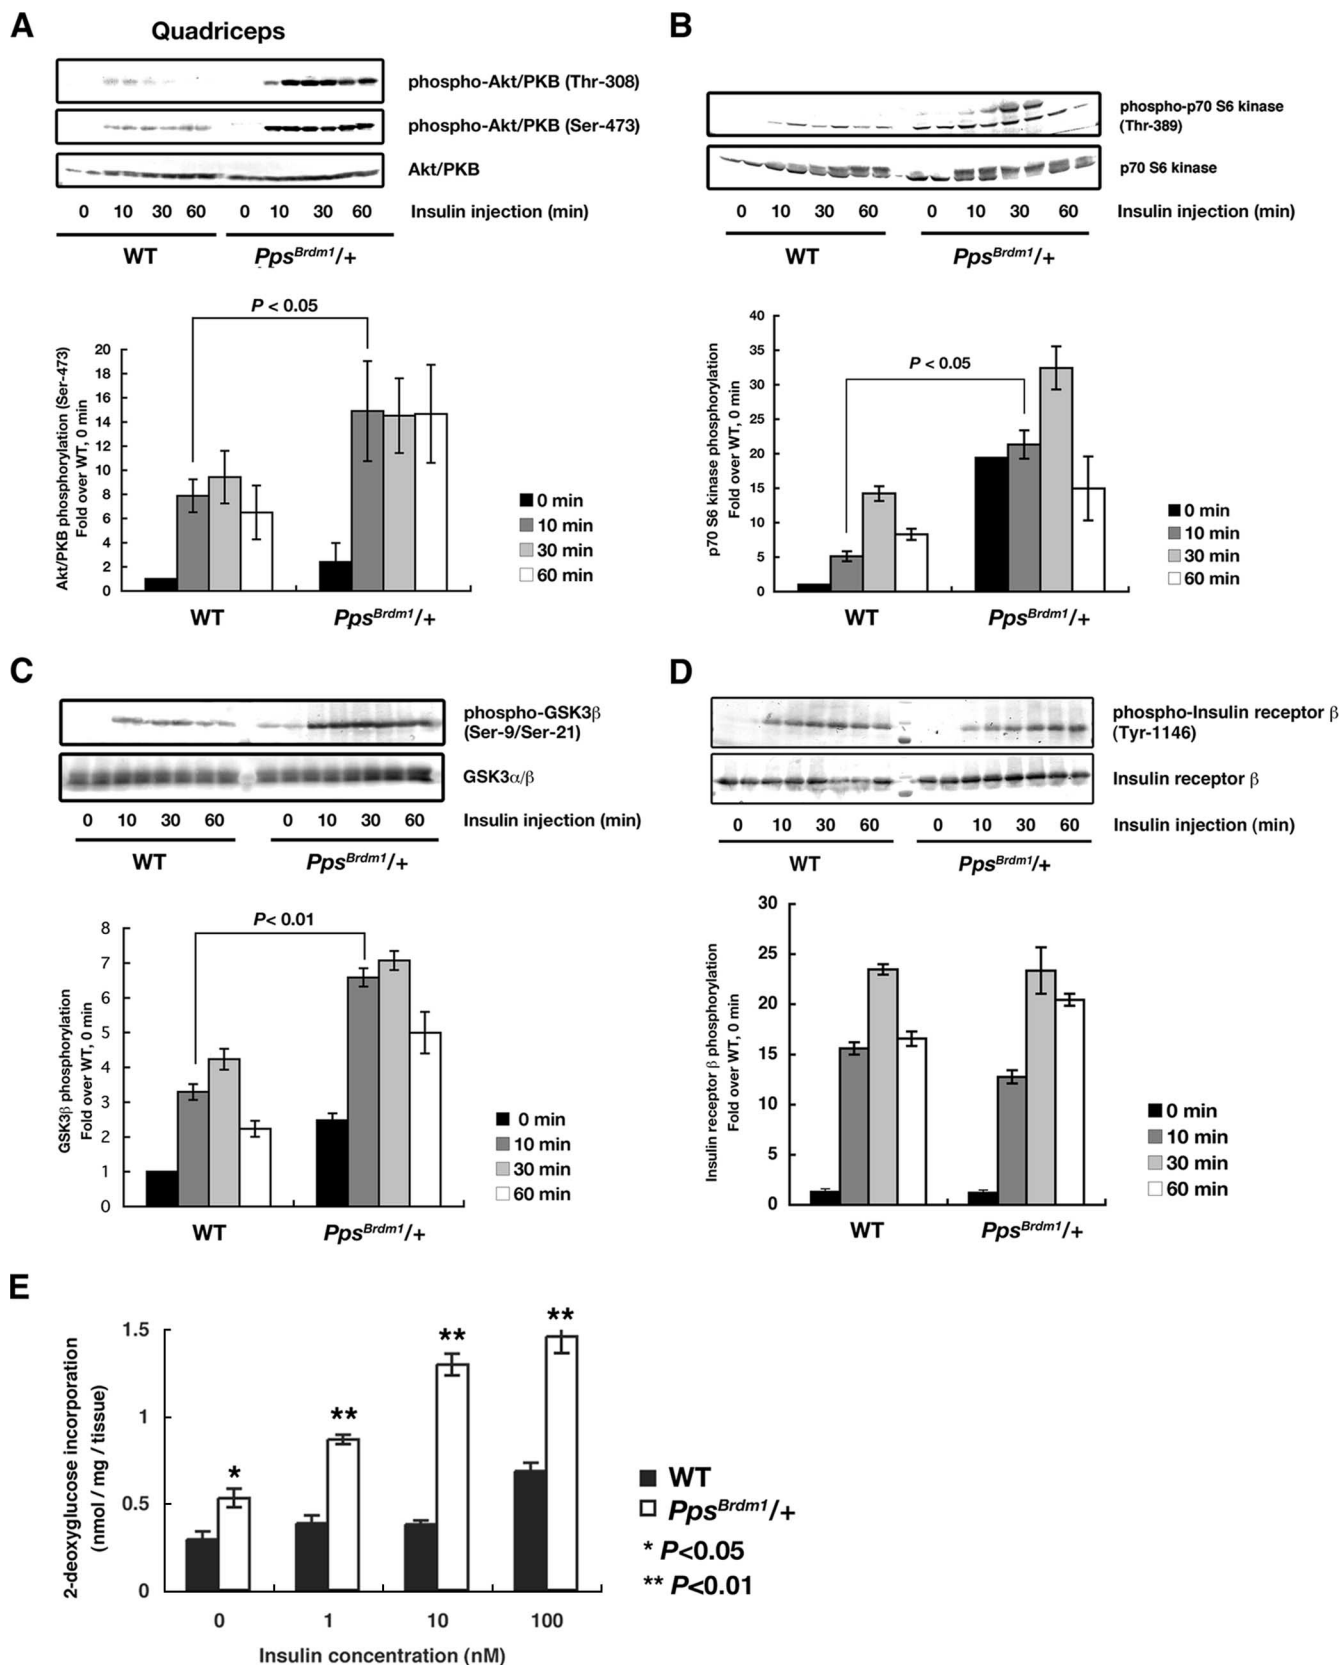 A
Quadriceps
phospho-Akt/PKB (Thr-308)
phospho-Akt/PKB (Ser-473)
Akt/PKB
0 10 30 60 0 10 30 60 Insulin injection (min)
WT Pps^Brdm1/+
P < 0.05
Akt/PKB phosphorylation (Ser-473)
Fold over WT, 0 min
20
18
16
14
12
10
8
6
4
2
0
0 min
10 min
30 min
60 min
WT Pps^Brdm1/+
B
phospho-p70 S6 kinase
(Thr-389)
p70 S6 kinase
0 10 30 60 0 10 30 60 Insulin injection (min)
WT Pps^Brdm1/+
P < 0.05
p70 S6 kinase phosphorylation
Fold over WT, 0 min
40
35
30
25
20
15
10
5
0
0 min
10 min
30 min
60 min
WT Pps^Brdm1/+
C
phospho-GSK3β
(Ser-9/Ser-21)
GSK3α/β
0 10 30 60 0 10 30 60 Insulin injection (min)
WT Pps^Brdm1/+
P< 0.01
GSK3β phosphorylation
Fold over WT, 0 min
8
7
6
5
4
3
2
1
0
0 min
10 min
30 min
60 min
WT Pps^Brdm1/+
D
phospho-Insulin receptor β
(Tyr-1146)
Insulin receptor β
0 10 30 60 0 10 30 60 Insulin injection (min)
WT Pps^Brdm1/+
Insulin receptor β phosphorylation
Fold over WT, 0 min
30
25
20
15
10
5
0
0 min
10 min
30 min
60 min
WT Pps^Brdm1/+
E
2-deoxyglucose incorporation
(nmol / mg / tissue)
1.5
1
0.5
0
* ** ** **
0 1 10 100
Insulin concentration (nM)
WT
Pps^Brdm1/+
* P<0.05
** P<0.01